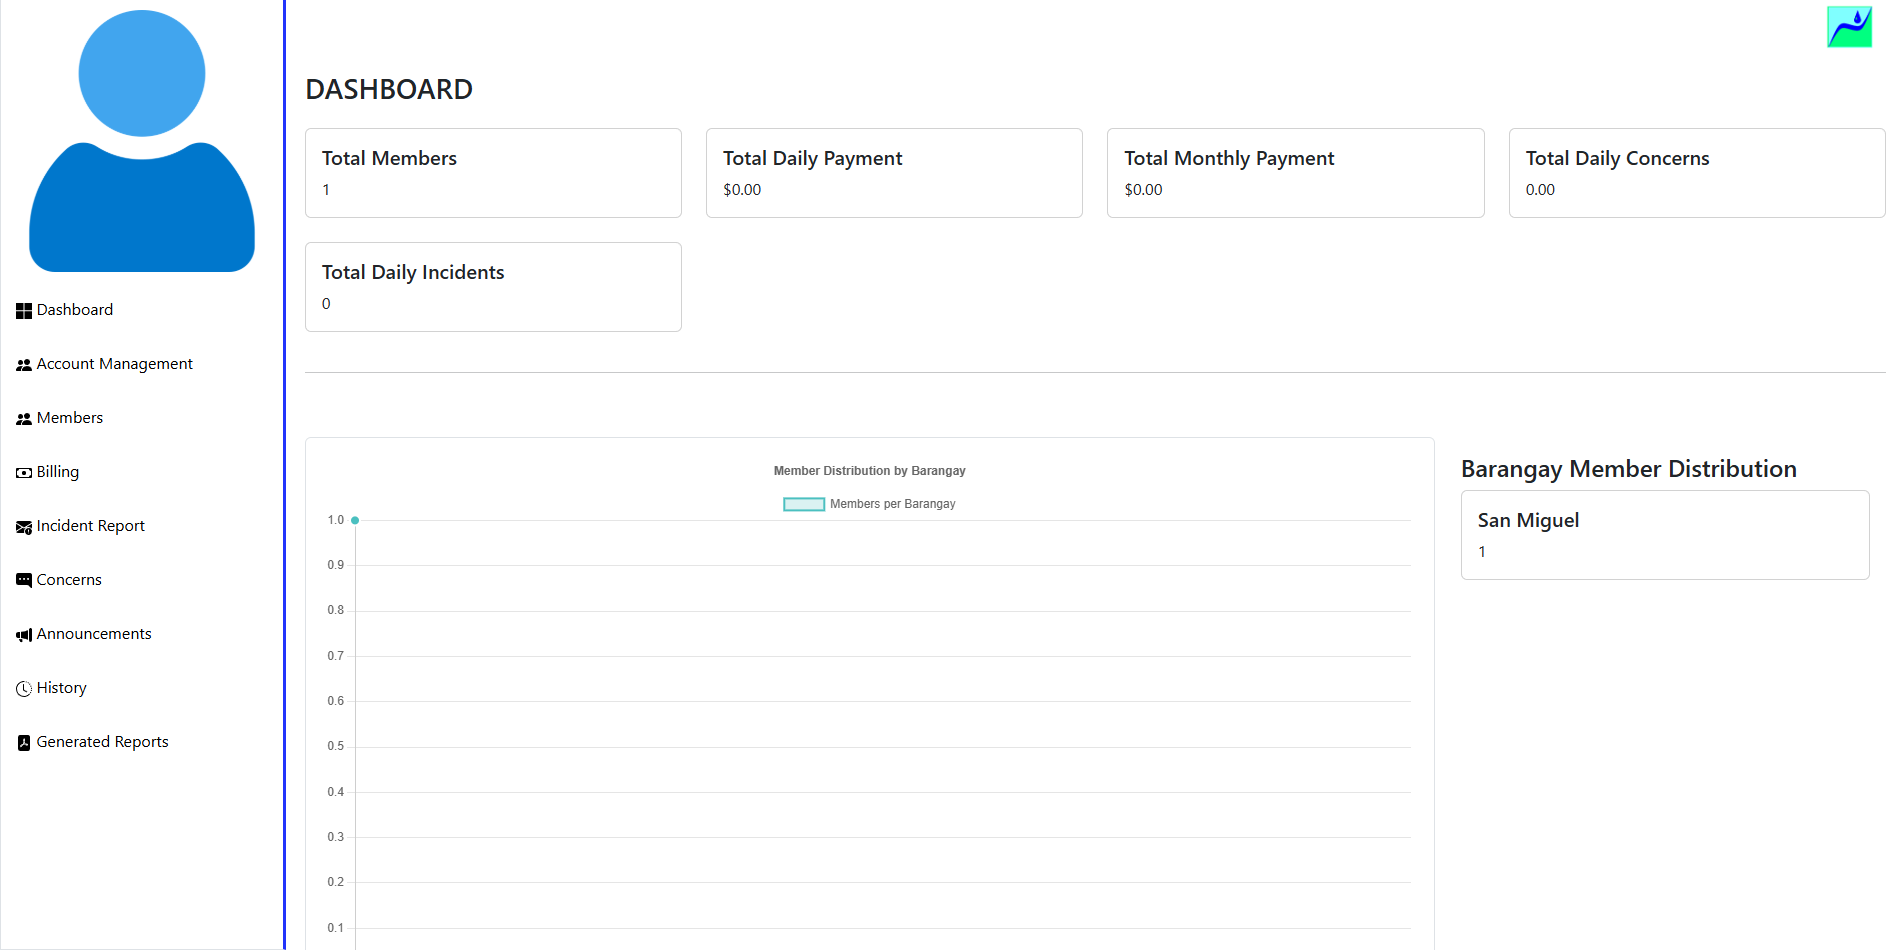 Dashboard
Account Management
Members
Billing
Incident Report
Concerns
Announcements
History
Generated Reports
DASHBOARD
Total Members
1
Total Daily Payment
$0.00
Total Monthly Payment
$0.00
Total Daily Concerns
0.00
Total Daily Incidents
0
Member Distribution by Barangay
Members per Barangay
1.0
0.9
0.8
0.7
0.6
0.5
0.4
0.3
0.2
0.1
Barangay Member Distribution
San Miguel
1